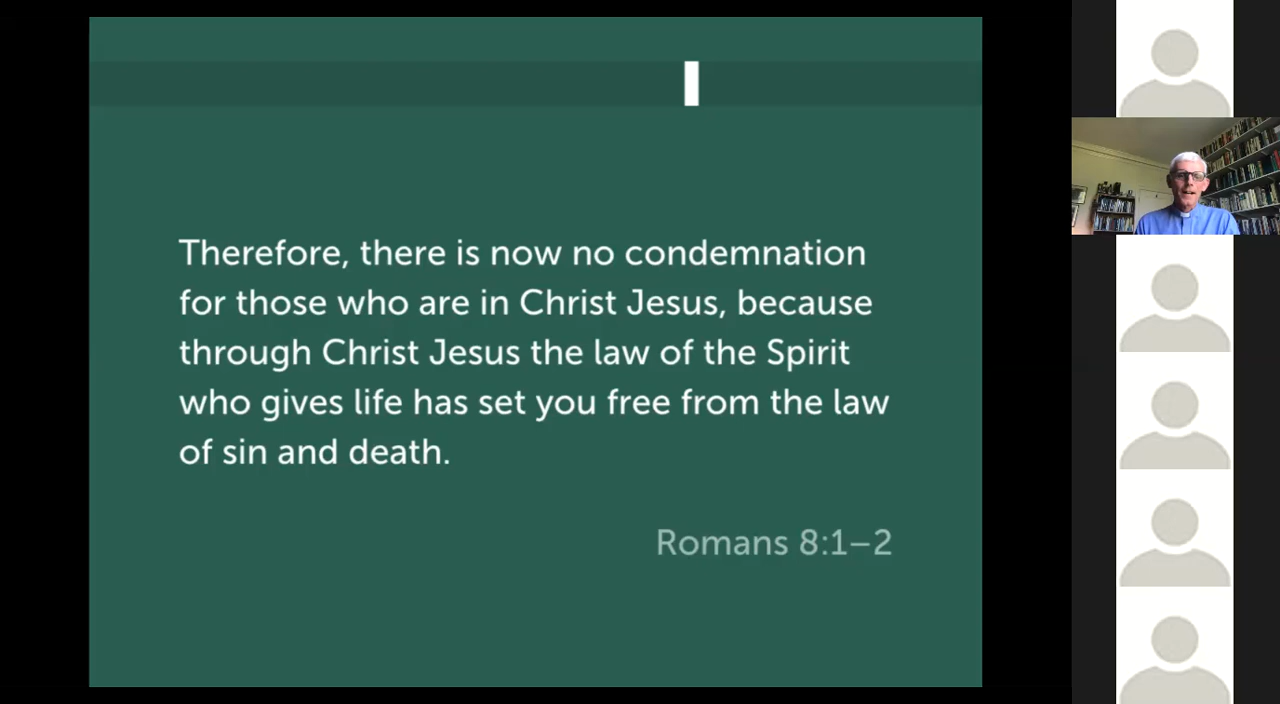 Therefore, there is now no condemnation
for those who are in Christ Jesus, because
through Christ Jesus the law of the Spirit
who gives life has set you free from the law
of sin and death.
Romans 8:1–2